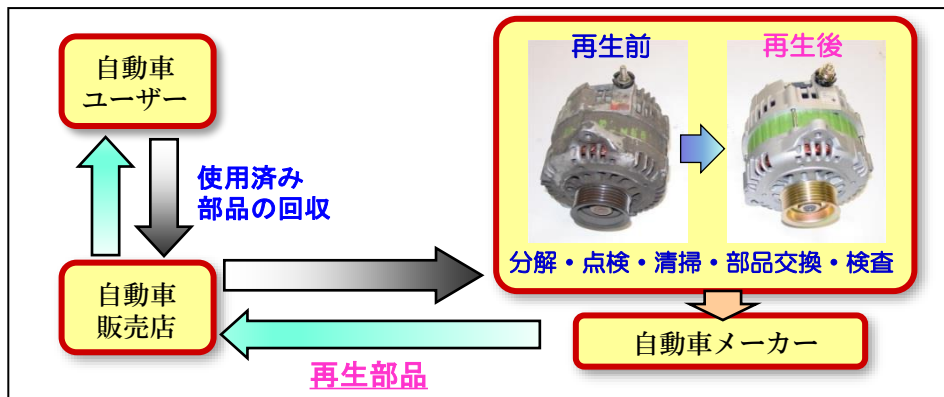 自動車
ユーザー
再生前
再生後
使用済み
部品の回収
分解・点検・清掃・部品交換・検査
自動車
販売店
自動車メーカー
再生部品